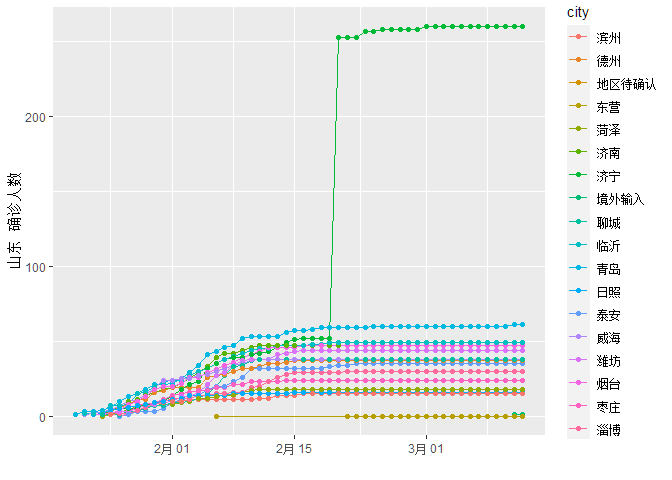 city
滨州
德州
地区待确认
东营
菏泽
济南
济宁
境外输入
聊城
临沂
青岛
日照
泰安
威海
潍坊
烟台
枣庄
淄博
山东 确诊人数
200
100
0
2月 01
2月 15
3月 01